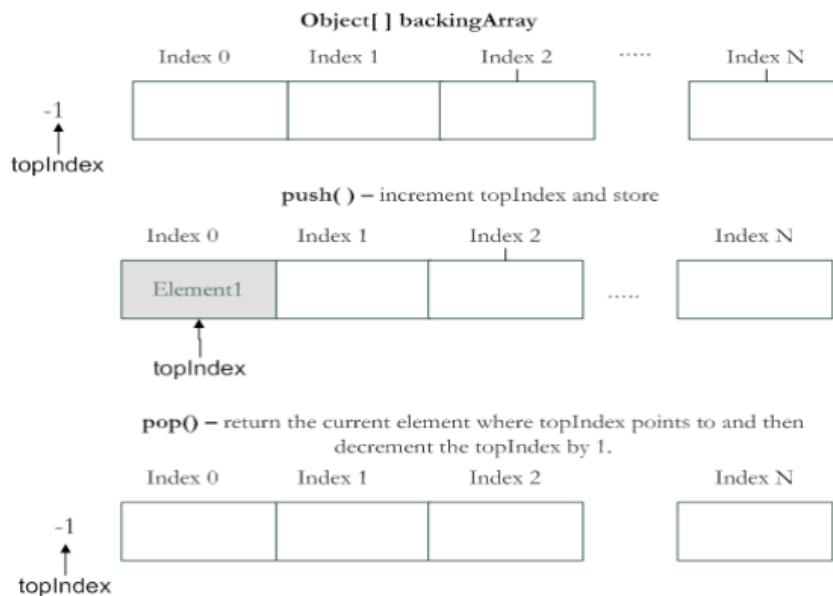 Object[ ] backingArray
Index 0 Index 1 Index 2 ..... Index N
-1
topIndex
push( ) – increment topIndex and store
Index 0 Index 1 Index 2 Index N
Element1 .....
topIndex
pop() – return the current element where topIndex points to and then
decrement the topIndex by 1.
Index 0 Index 1 Index 2 Index N
-1
topIndex